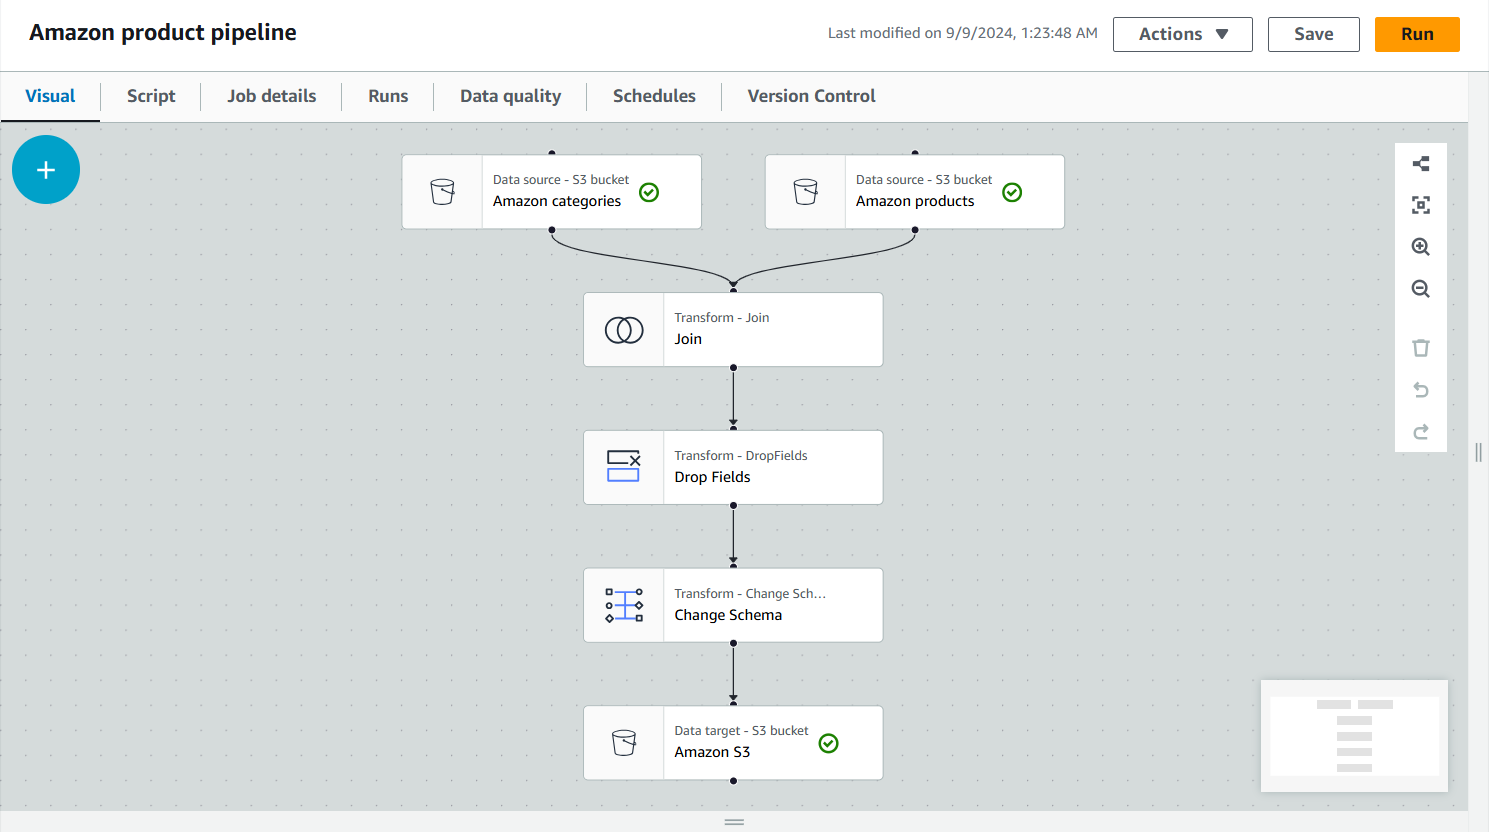 Amazon product pipeline
Last modified on 9/9/2024, 1:23:48 AM
Actions
Save
Run
Visual
Script
Job details
Runs
Data quality
Schedules
Version Control
Data source - S3 bucket
Amazon categories
Data source - S3 bucket
Amazon products
Transform - Join
Join
Transform - DropFields
Drop Fields
Transform - Change Sch...
Change Schema
Data target - S3 bucket
Amazon S3